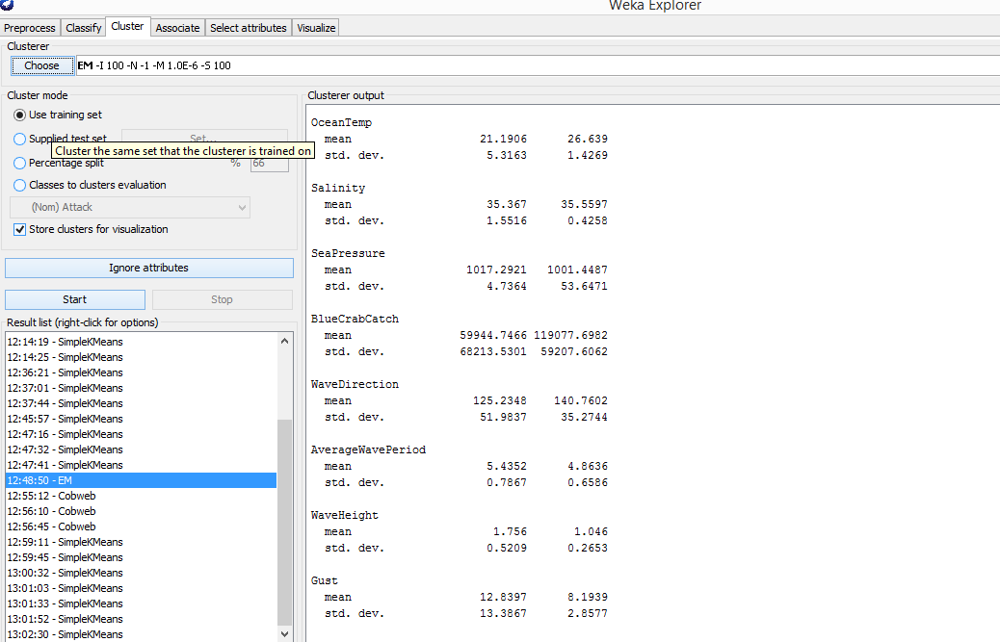 Weka Explorer
Preprocess Classify Cluster Associate Select attributes Visualize
Clusterer
Choose EM -I 100 -N -1 -M 1.0E-6 -S 100
Cluster mode
Use training set
Supplied test set Set...
Cluster the same set that the clusterer is trained on
Percentage split % 66
Classes to clusters evaluation
(Nom) Attack
Store clusters for visualization
Ignore attributes
Start Stop
Result list (right-click for options)
12:14:19 - SimpleKMeans
12:14:25 - SimpleKMeans
12:36:21 - SimpleKMeans
12:37:01 - SimpleKMeans
12:37:44 - SimpleKMeans
12:45:57 - SimpleKMeans
12:47:16 - SimpleKMeans
12:47:32 - SimpleKMeans
12:47:41 - SimpleKMeans
12:48:50 - EM
12:55:12 - Cobweb
12:56:10 - Cobweb
12:56:45 - Cobweb
12:59:11 - SimpleKMeans
12:59:45 - SimpleKMeans
13:00:32 - SimpleKMeans
13:01:03 - SimpleKMeans
13:01:33 - SimpleKMeans
13:01:52 - SimpleKMeans
13:02:30 - SimpleKMeans
Clusterer output
OceanTemp
mean 21.1906 26.639
std. dev. 5.3163 1.4269
Salinity
mean 35.367 35.5597
std. dev. 1.5516 0.4258
SeaPressure
mean 1017.2921 1001.4487
std. dev. 4.7364 53.6471
BlueCrabCatch
mean 59944.7466 119077.6982
std. dev. 68213.5301 59207.6062
WaveDirection
mean 125.2348 140.7602
std. dev. 51.9837 35.2744
AverageWavePeriod
mean 5.4352 4.8636
std. dev. 0.7867 0.6586
WaveHeight
mean 1.756 1.046
std. dev. 0.5209 0.2653
Gust
mean 12.8397 8.1939
std. dev. 13.3867 2.8577